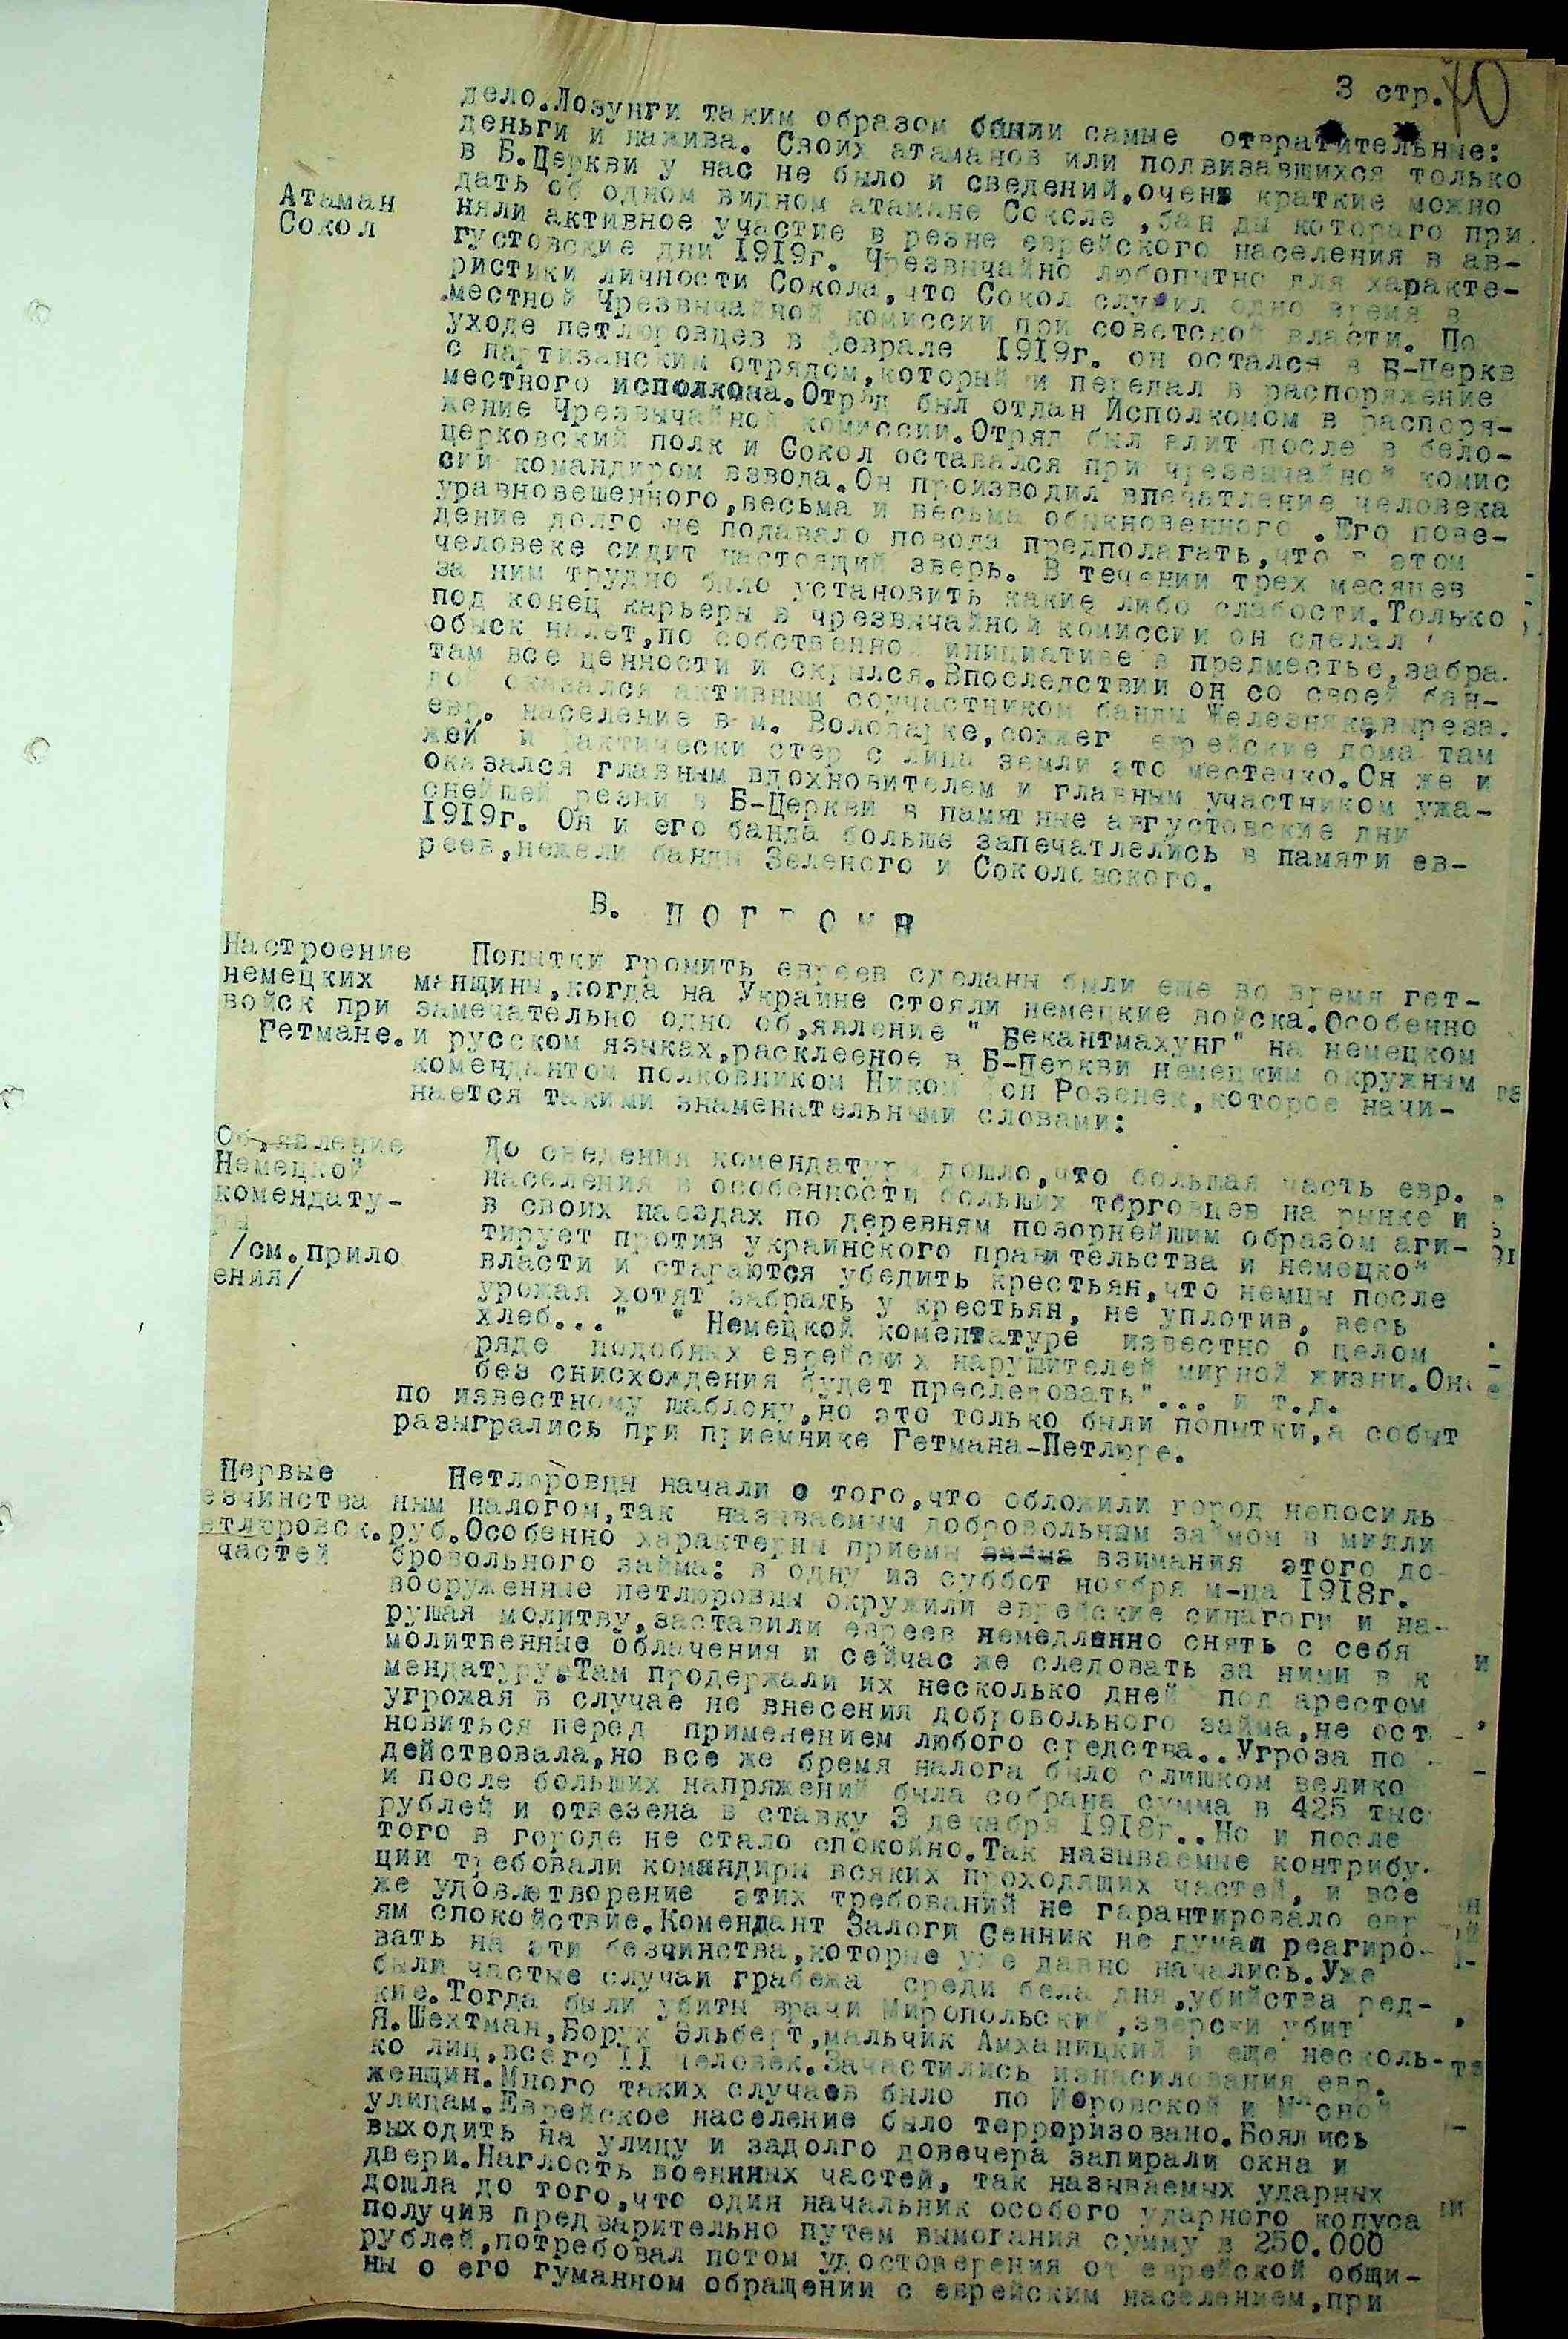 3 стр. 70
дело.Лозунги таким образом были самые отвратительные:
деньги и нажива. Своих атаманов или подвизавшихся только
в Б.Церкви у нас не было и сведений.очень краткие можно
дать об одном видном атамане Соколе ,бан ды котораго при
Атаман
Сокол
няли активное участие в резне еврейского населения в ав-
густовские дни 1919г. Чрезвычайно любопытно для характе-
ристики личности Сокола,что Сокол служил одно время в
местной Чрезвычайной комиссии при советской власти. По
уходе петлюровцев в феврале 1919г. он остался в Б-Церкв
с партизанским отрядом,который и передал в распоряжение
местного исполкома.Отряд был отдан Исполкомом в распоря-
жение Чрезвычайной комиссии.Отряд был влит после в бело-
церковский полк и Сокол оставался при чрезвычайной комис
сии командиром взвода.Он производил впечатление человека
уравновешенного,весьма и весьма обыкновенного .Его пове-
дение долго не подавало повода предполагать,что в этом
человеке сидит настоящий зверь. В течении трех месяцев
за ним трудно было установить какие либо слабости.Только
под конец карьеры в чрезвычайной комиссии он сделал
обыск налет,по собственной инициативе в предместье,забра
там все ценности и скрылся.Впоследствии он со своей бан-
дой оказался активным соучастником банды Железняка,выреза
евр. население в м. Володарке,сожжег еврейские дома там
жей и фактически стер с лица земли это местечко.Он же и
оказался главным вдохновителем и главным участником ужа-
снейшей резни в Б-Церкви в памятные августовские дни
1919г. Он и его банда больше запечатлелись в памяти ев-
реев,нежели банды Зеленого и Соколовского.
В. ПОГРОМЫ
Настроение
немецких
войск при
Гетмане.
Попытки громить евреев сделаны были еще во время гет-
манщины,когда на Украине стояли немецкие войска.Особенно
замечательно одно об,явление " Бекантмахунг" на немецком
и русском языках,расклееное в Б-Церкви немецким окружным
комендантом полковником Никой фон Розенек,которое начи-
нается такими знаменательными словами:
Об,явление
Немецкой
комендату-
ры
/см.прило
ения/
До сведения комендатуры дошло,что большая часть евр.
населения в особенности больших торговцев на рынке и
в своих наездах по деревням позорнейшим образом аги-
тирует против украинского правительства и немецкой
власти и стараются убедить крестьян,что немцы после
урожая хотят забрать у крестьян, не уплотив, весь
хлеб..." " Немецкой коментатуре известно о целом
ряде подобных еврейских нарушителей мирной жизни.Она
без снисхождения будет преследовать"... и т.д.
по известному шаблону,но это только были попытки,а событ
разыгрались при приемнике Гетмана-Петлюре.
Первые
езчинства
етлюровск.
частей
Петлюровцы начали с того,что обложили город непосиль
ным налогом,так называемым добровольным займом в милли
руб.Особенно характерны приемы взимания этого до-
бровольного займа: в одну из суббот ноября м-ца 1918г.
вооруженные петлюровцы окружили еврейские синагоги и на-
рушая молитву,заставили евреев немедленно снять с себя
молитвенные облачения и сейчас же следовать за ними в к
мендатуру.Там продержали их несколько дней под арестом
угрожая в случае не внесения добровольного займа,не ост
новиться перед применением любого средства..Угроза по
действовала,но все же бремя налога было слишком велико
и после больших напряжений была собрана сумма в 425 тыс
рублей и отвезена в ставку 3 декабря 1918г..Но и после
того в городе не стало спокойно.Так называемые контрибу-
ции требовали командиры всяких проходящих частей, и все
же удовлетворение этих требований не гарантировало евр
ям спокойствие.Комендант Залоги Сенник не думал реагиро-
вать на эти безчинства,которые уже давно начались.Уже
были частые случаи грабежа среди бела дня,убийства ред-
кие.Тогда были убиты врачи Миропольский,зверски убит
Я.Шехтман,Борух Эльберт,мальчик Амханицкий и еще несколь-
ко лиц,всего 11 человек.Зачастились изнасилования евр.
женщин.Много таких случаев было по Иеровской и Мясной
улицам.Еврейское население было терроризовано.Боялись
выходить на улицу и задолго довечера запирали окна и
двери.Наглость военнных частей, так называемых ударных
дошла до того,что один начальник особого ударного копуса
получив предварительно путем вымогания сумму в 250.000
рублей,потребовал потом удостоверения от еврейской общи-
ны о его гуманном обращении с еврейским населением,при